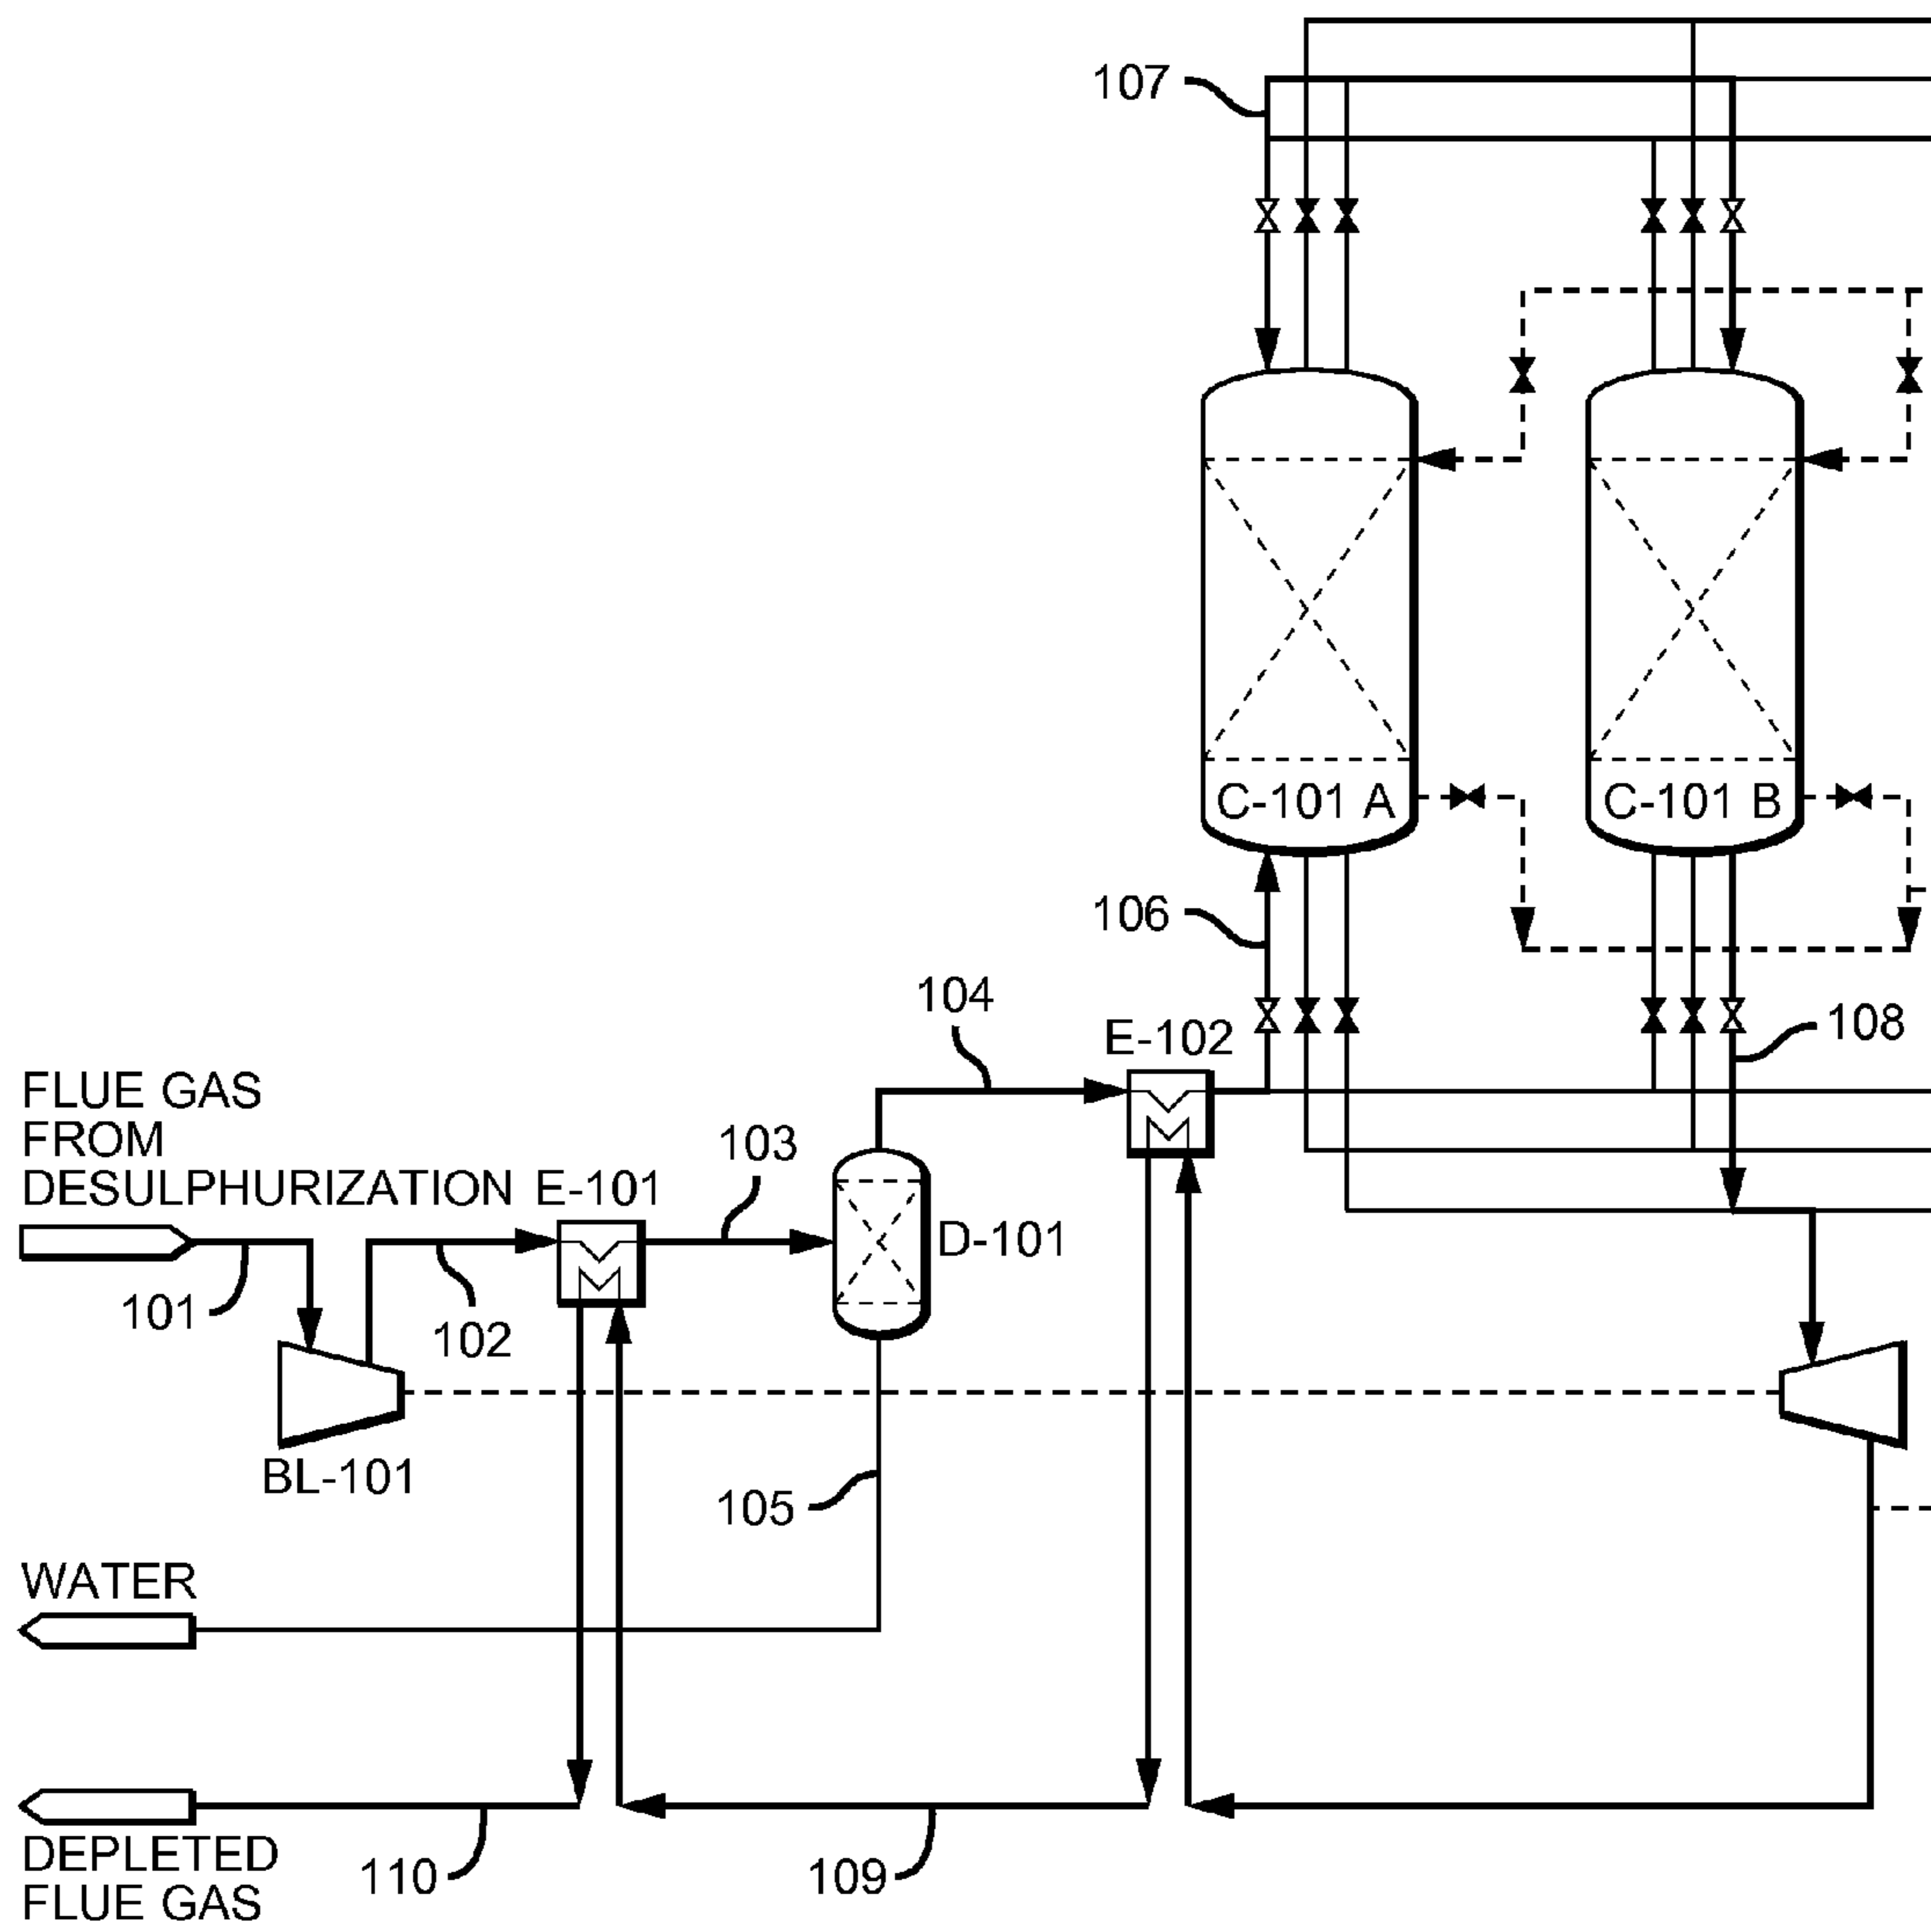 107
C-101 A
C-101 B
106
104
E-102
108
FLUE GAS
FROM
DESULPHURIZATION
E-101
103
D-101
101
102
BL-101
105
WATER
DEPLETED
FLUE GAS
110
109